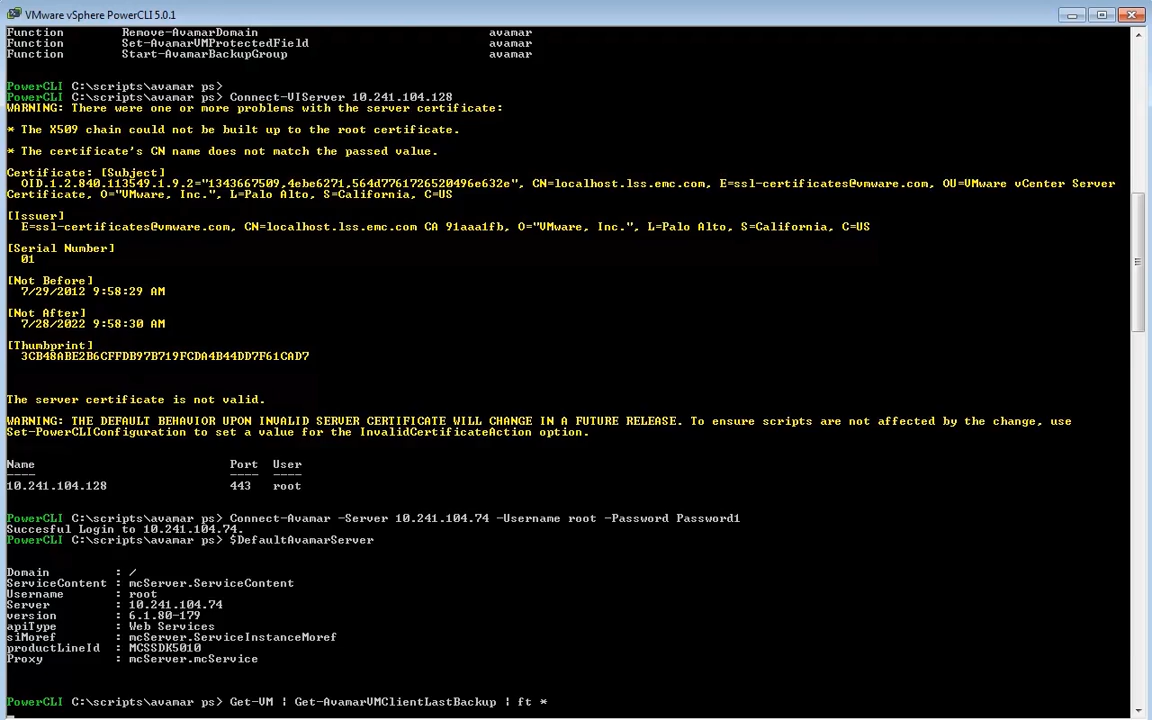 VMware vSphere PowerCLI 5.0.1
Function        Remove-AvamarDomain                                avamar
Function        Set-AvamarVMProtectedField                         avamar
Function        Start-AvamarBackupGroup                            avamar
PowerCLI C:\scripts\avamar ps>
PowerCLI C:\scripts\avamar ps> Connect-VIServer 10.241.104.128
WARNING: There were one or more problems with the server certificate:
* The X509 chain could not be built up to the root certificate.
* The certificate's CN name does not match the passed value.
Certificate: [Subject]
  OID.1.2.840.113549.1.9.2="1343667509,4ebe6271,564d7761726520496e632e", CN=localhost.lss.emc.com, E=ssl-certificates@vmware.com, OU=VMware vCenter Server
Certificate, O="VMware, Inc.", L=Palo Alto, S=California, C=US
[Issuer]
  E=ssl-certificates@vmware.com, CN=localhost.lss.emc.com CA 91aaa1fb, O="VMware, Inc.", L=Palo Alto, S=California, C=US
[Serial Number]
  01
[Not Before]
  7/29/2012 9:58:29 AM
[Not After]
  7/28/2022 9:58:30 AM
[Thumbprint]
  3CB48ABE2B6CFFDB97B719FCDA4B44DD7F61CAD7
The server certificate is not valid.
WARNING: THE DEFAULT BEHAVIOR UPON INVALID SERVER CERTIFICATE WILL CHANGE IN A FUTURE RELEASE. To ensure scripts are not affected by the change, use
Set-PowerCLIConfiguration to set a value for the InvalidCertificateAction option.
Name                           Port  User
----                           ----  ----
10.241.104.128                 443   root
PowerCLI C:\scripts\avamar ps> Connect-Avamar -Server 10.241.104.74 -Username root -Password Password1
Succesful Login to 10.241.104.74.
PowerCLI C:\scripts\avamar ps> $DefaultAvamarServer
Domain         : /
ServiceContent : mcServer.ServiceContent
Username       : root
Server         : 10.241.104.74
version        : 6.1.80-179
apiType        : Web Services
siMoref        : mcServer.ServiceInstanceMoref
productLineId  : MCSSDK5010
Proxy          : mcServer.mcService
PowerCLI C:\scripts\avamar ps> Get-VM | Get-AvamarVMClientLastBackup | ft *